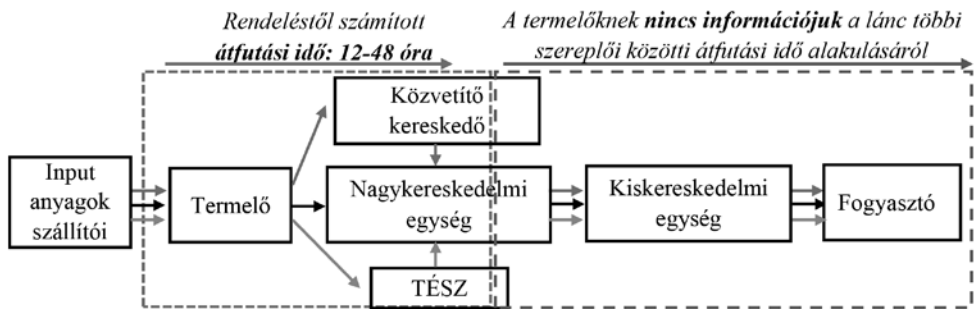 Rendeléstől számított
átfutási idő: 12-48 óra
A termelőknek nincs információjuk a lánc többi
szereplői közötti átfutási idő alakulásáról
Közvetítő
kereskedő
Input
anyagok
szállítói
Termelő
Nagykereskedelmi
egység
Kiskereskedelmi
egység
Fogyasztó
TÉSZ